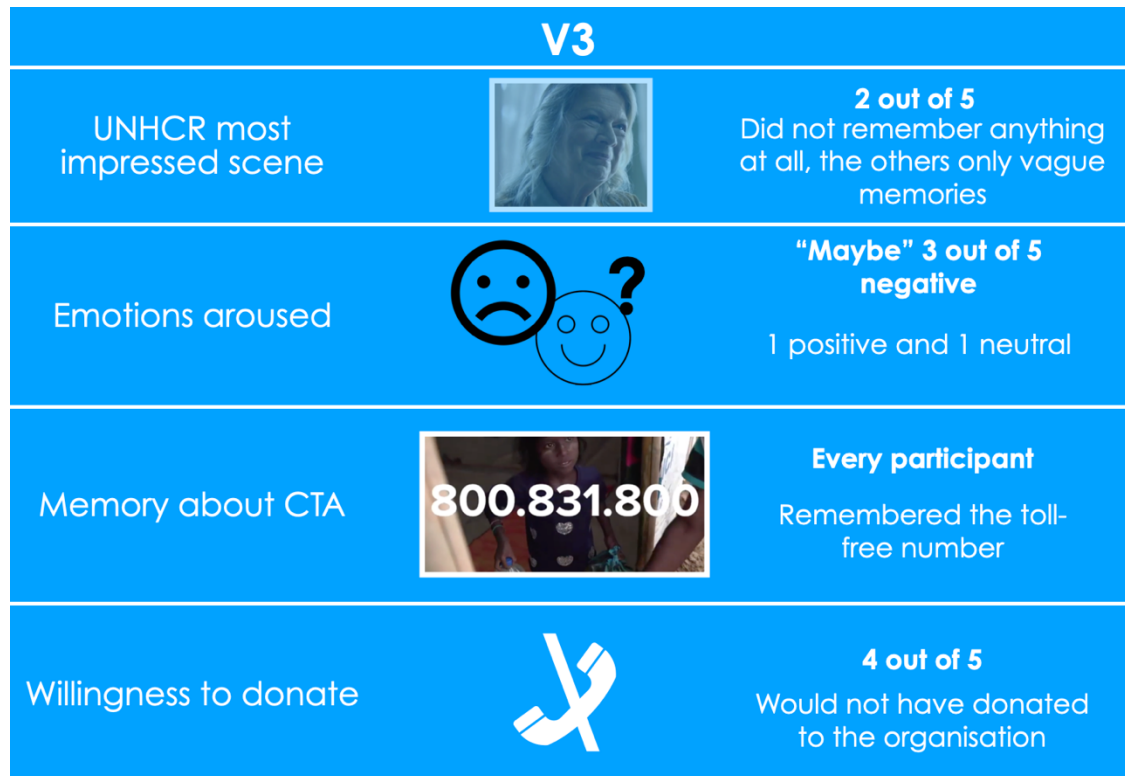 V3
UNHCR most
impressed scene
2 out of 5
Did not remember anything
at all, the others only vague
memories
Emotions aroused
?
“Maybe” 3 out of 5
negative
1 positive and 1 neutral
Memory about CTA
800.831.800
Every participant
Remembered the toll-
free number
Willingness to donate
4 out of 5
Would not have donated
to the organisation